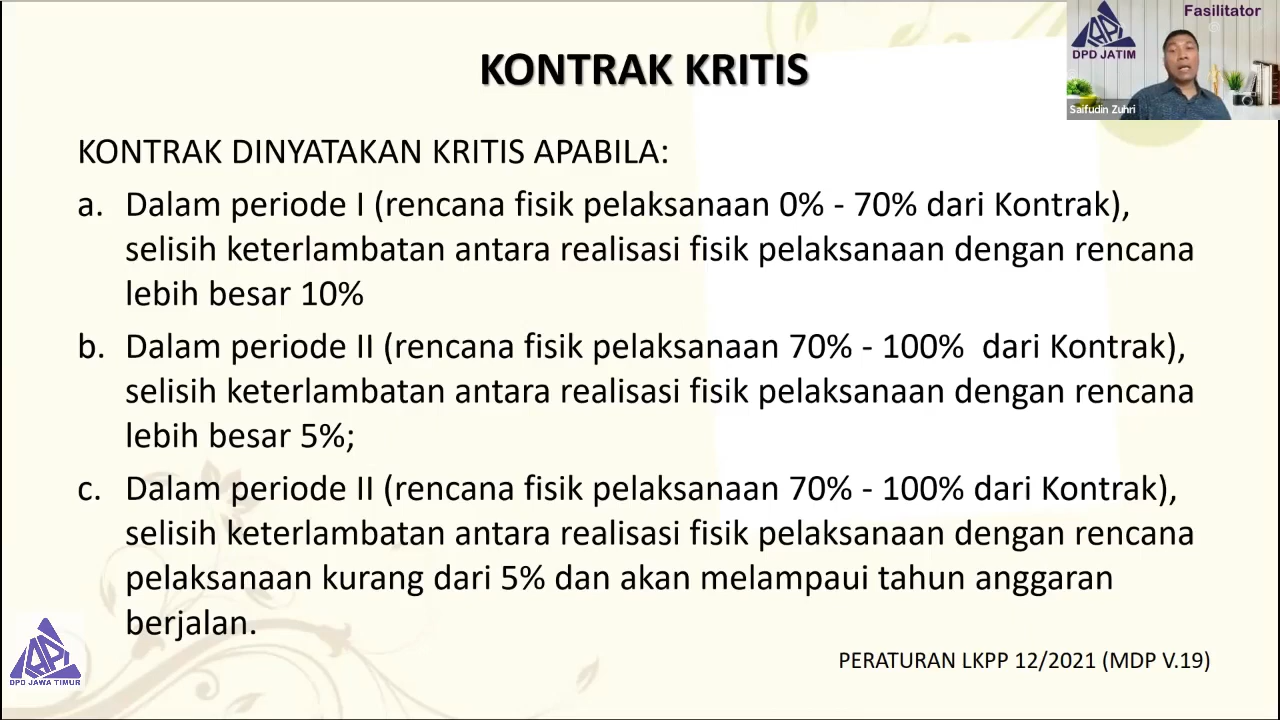 Fasilitator
DPD JATIM
Saifudin Zuhri
KONTRAK KRITIS
KONTRAK DINYATAKAN KRITIS APABILA:
a. Dalam periode I (rencana fisik pelaksanaan 0% - 70% dari Kontrak),
selisih keterlambatan antara realisasi fisik pelaksanaan dengan rencana
lebih besar 10%
b. Dalam periode II (rencana fisik pelaksanaan 70% - 100% dari Kontrak),
selisih keterlambatan antara realisasi fisik pelaksanaan dengan rencana
lebih besar 5%;
c. Dalam periode II (rencana fisik pelaksanaan 70% - 100% dari Kontrak),
selisih keterlambatan antara realisasi fisik pelaksanaan dengan rencana
pelaksanaan kurang dari 5% dan akan melampaui tahun anggaran
berjalan.
PERATURAN LKPP 12/2021 (MDP V.19)
DPD JAWA TIMUR